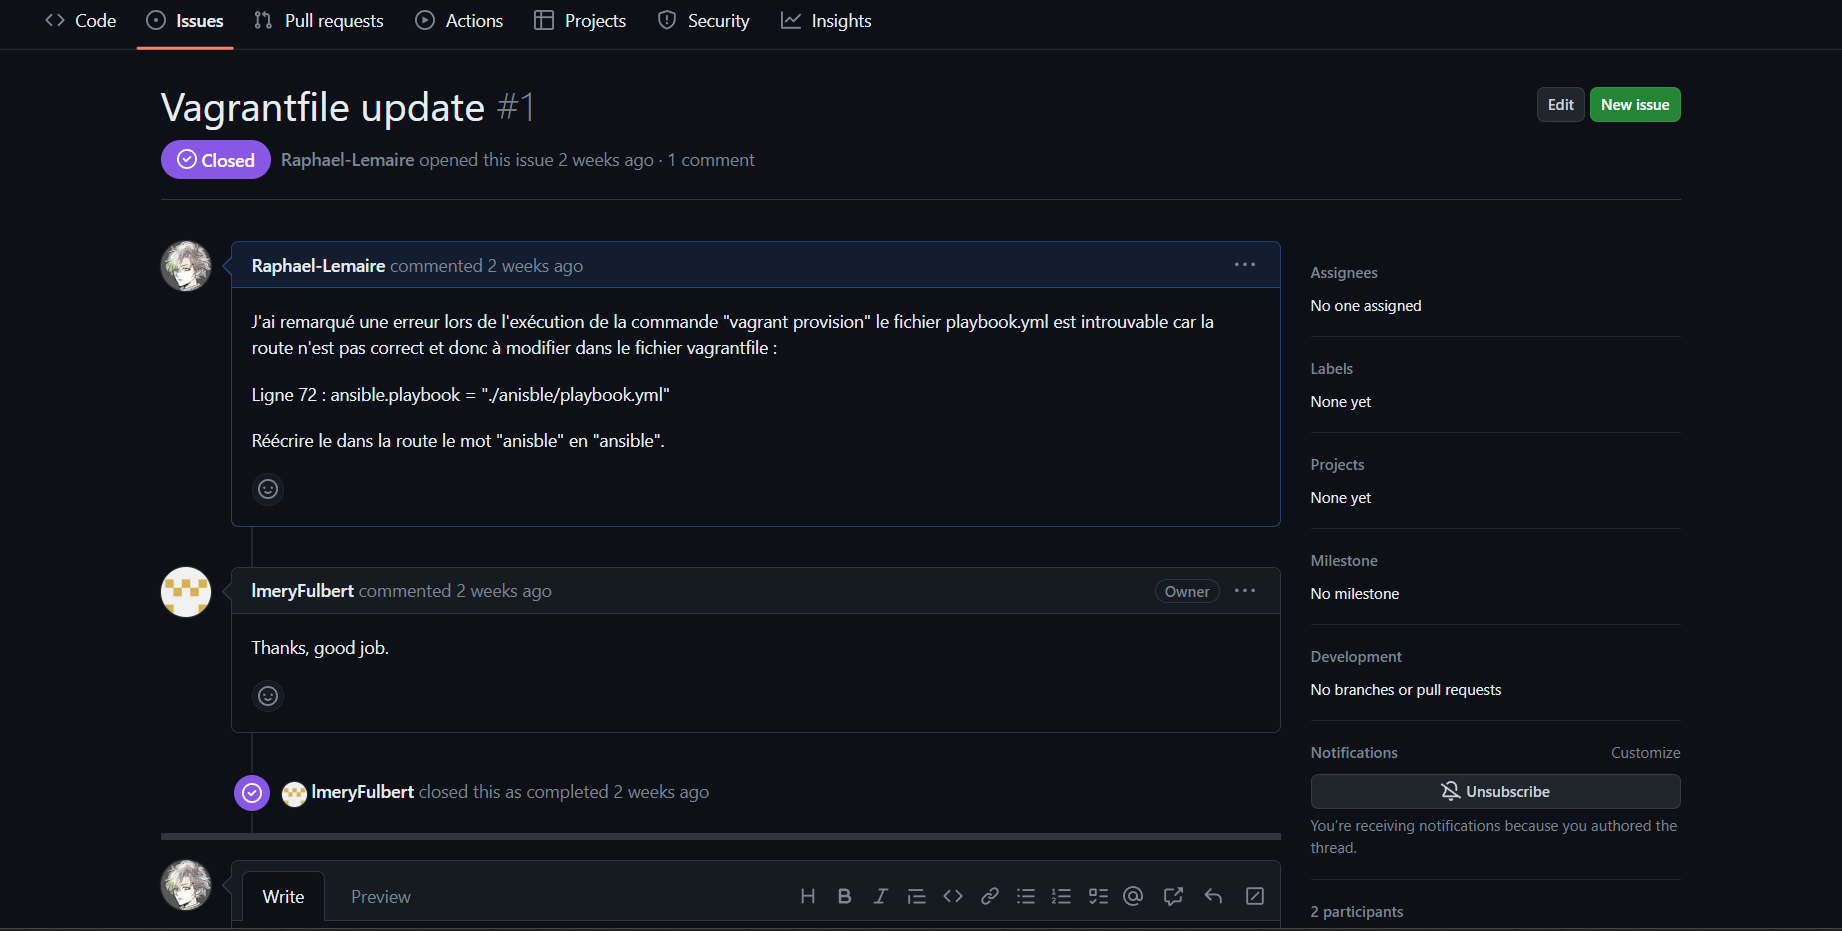 Code Issues Pull requests Actions Projects Security Insights
Vagrantfile update #1
Edit New issue
Closed Raphael-Lemaire opened this issue 2 weeks ago · 1 comment
Raphael-Lemaire commented 2 weeks ago
J'ai remarqué une erreur lors de l'exécution de la commande "vagrant provision" le fichier playbook.yml est introuvable car la
route n'est pas correct et donc à modifier dans le fichier vagrantfile :
Ligne 72 : ansible.playbook = "./anisble/playbook.yml"
Réécrire le dans la route le mot "anisble" en "ansible".
lmeryFulbert commented 2 weeks ago Owner
Thanks, good job.
lmeryFulbert closed this as completed 2 weeks ago
Write Preview
Assignees
No one assigned
Labels
None yet
Projects
None yet
Milestone
No milestone
Development
No branches or pull requests
Notifications Customize
Unsubscribe
You're receiving notifications because you authored the
thread.
2 participants